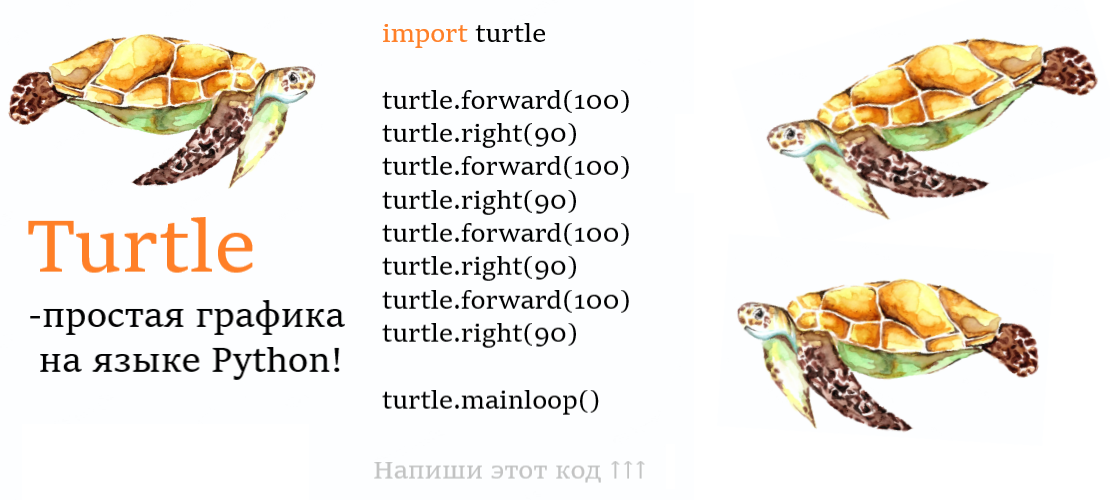 Turtle
-простая графика
на языке Python!
import turtle
turtle.forward(100)
turtle.right(90)
turtle.forward(100)
turtle.right(90)
turtle.forward(100)
turtle.right(90)
turtle.forward(100)
turtle.right(90)
turtle.mainloop()
Напиши этот код ↑↑↑